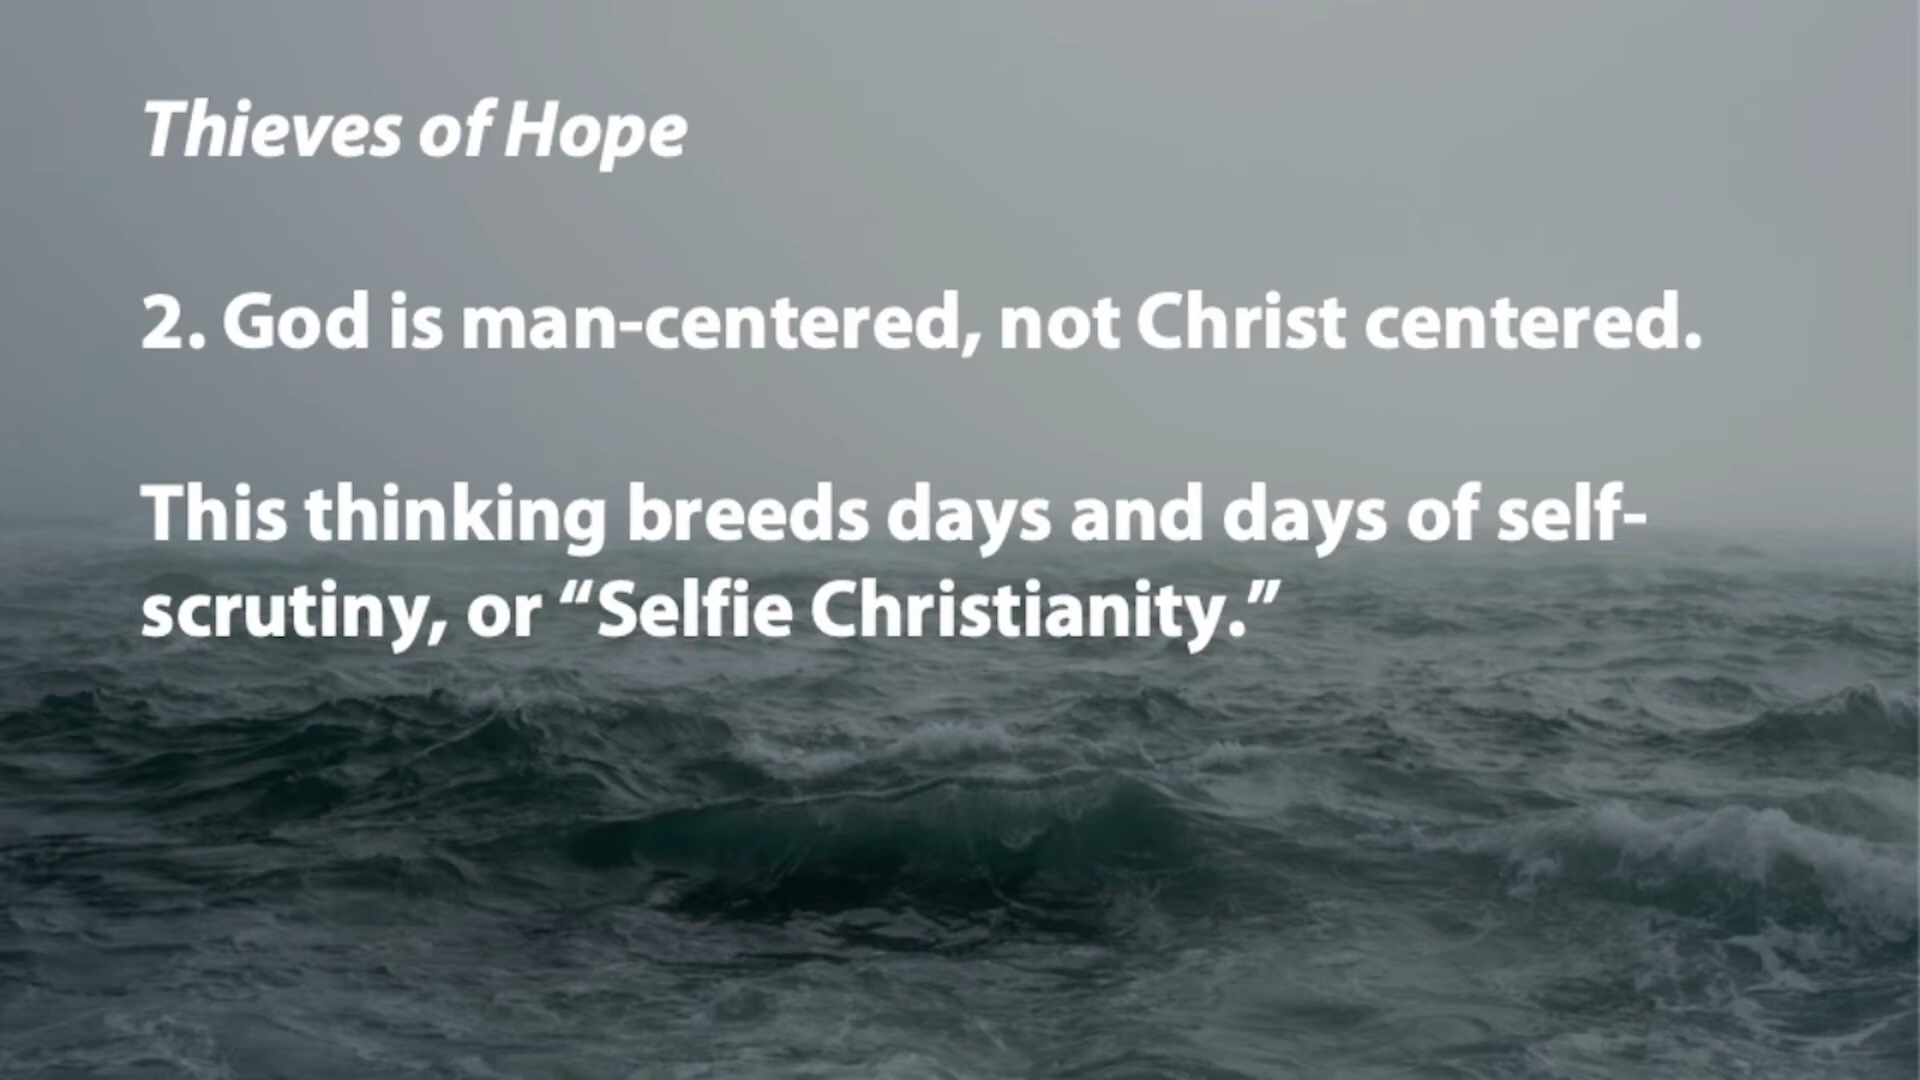 Thieves of Hope
2. God is man-centered, not Christ centered.
This thinking breeds days and days of self-
scrutiny, or “Selfie Christianity.”